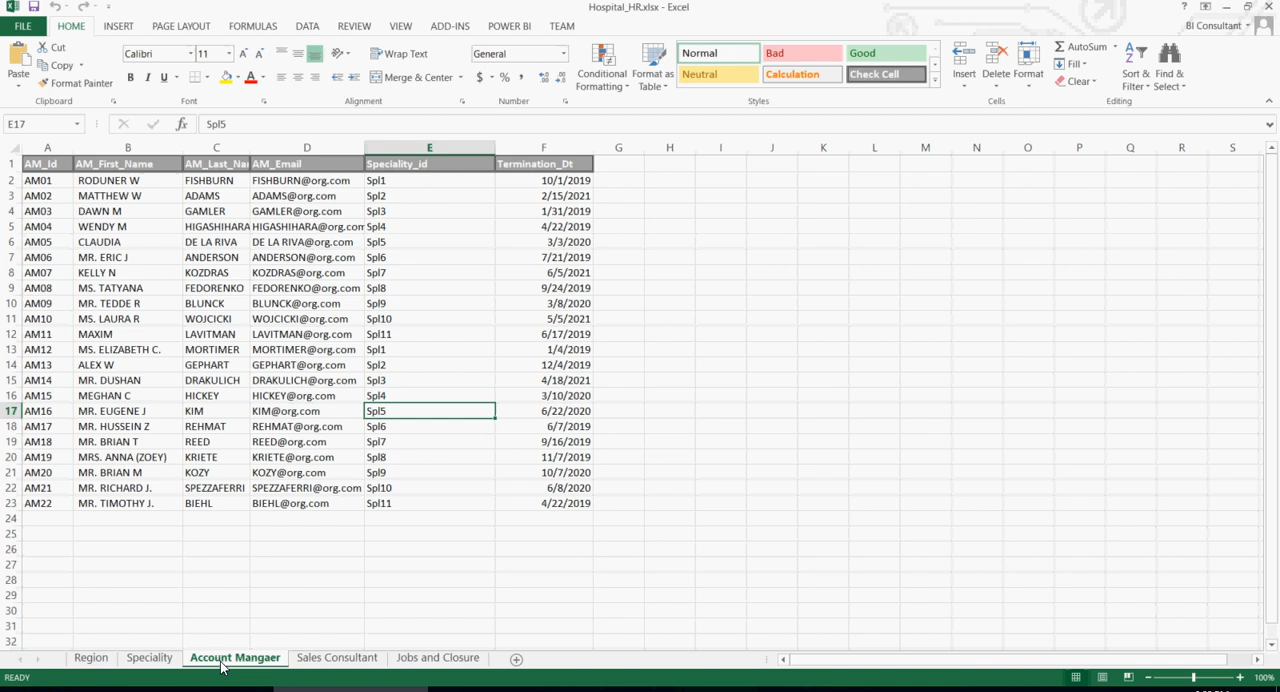 Hospital_HR.xlsx - Excel
FILE HOME INSERT PAGE LAYOUT FORMULAS DATA REVIEW VIEW ADD-INS POWER BI TEAM BI Consultant
Paste Cut Copy Format Painter
Calibri 11 Wrap Text Merge & Center General
Conditional Formatting Format as Table
Normal Bad Good
Neutral Calculation Check Cell
Insert Delete Format
AutoSum Fill Clear Sort & Filter Find & Select
Clipboard Font Alignment Number Styles Cells Editing
E17 fx Spl5
A B C D E F G H I J K L M N O P Q R S
1 AM_Id AM_First_Name AM_Last_Nam AM_Email Speciality_id Termination_Dt
2 AM01 RODUNER W FISHBURN FISHBURN@org.com Spl1 10/1/2019
3 AM02 MATTHEW W ADAMS ADAMS@org.com Spl2 2/15/2021
4 AM03 DAWN M GAMLER GAMLER@org.com Spl3 1/31/2019
5 AM04 WENDY M HIGASHIHARA HIGASHIHARA@org.com Spl4 4/22/2019
6 AM05 CLAUDIA DE LA RIVA DE LA RIVA@org.com Spl5 3/3/2020
7 AM06 MR. ERIC J ANDERSON ANDERSON@org.com Spl6 7/21/2019
8 AM07 KELLY N KOZDRAS KOZDRAS@org.com Spl7 6/5/2021
9 AM08 MS. TATYANA FEDORENKO FEDORENKO@org.com Spl8 9/24/2019
10 AM09 MR. TEDDE R BLUNCK BLUNCK@org.com Spl9 3/8/2020
11 AM10 MS. LAURA R WOJCICKI WOJCICKI@org.com Spl10 5/5/2021
12 AM11 MAXIM LAVITMAN LAVITMAN@org.com Spl11 6/17/2019
13 AM12 MS. ELIZABETH C. MORTIMER MORTIMER@org.com Spl1 1/4/2019
14 AM13 ALEX W GEPHART GEPHART@org.com Spl2 12/4/2019
15 AM14 MR. DUSHAN DRAKULICH DRAKULICH@org.com Spl3 4/18/2021
16 AM15 MEGHAN C HICKEY HICKEY@org.com Spl4 3/10/2020
17 AM16 MR. EUGENE J KIM KIM@org.com Spl5 6/22/2020
18 AM17 MR. HUSSEIN Z REHMAT REHMAT@org.com Spl6 6/7/2019
19 AM18 MR. BRIAN T REED REED@org.com Spl7 9/16/2019
20 AM19 MRS. ANNA (ZOEY) KRIETE KRIETE@org.com Spl8 11/7/2019
21 AM20 MR. BRIAN M KOZY KOZY@org.com Spl9 10/7/2020
22 AM21 MR. RICHARD J. SPEZZAFERRI SPEZZAFERRI@org.com Spl10 6/8/2020
23 AM22 MR. TIMOTHY J. BIEHL BIEHL@org.com Spl11 4/22/2019
24
25
26
27
28
29
30
31
32
Region Speciality Account Mangaer Sales Consultant Jobs and Closure
READY 100%